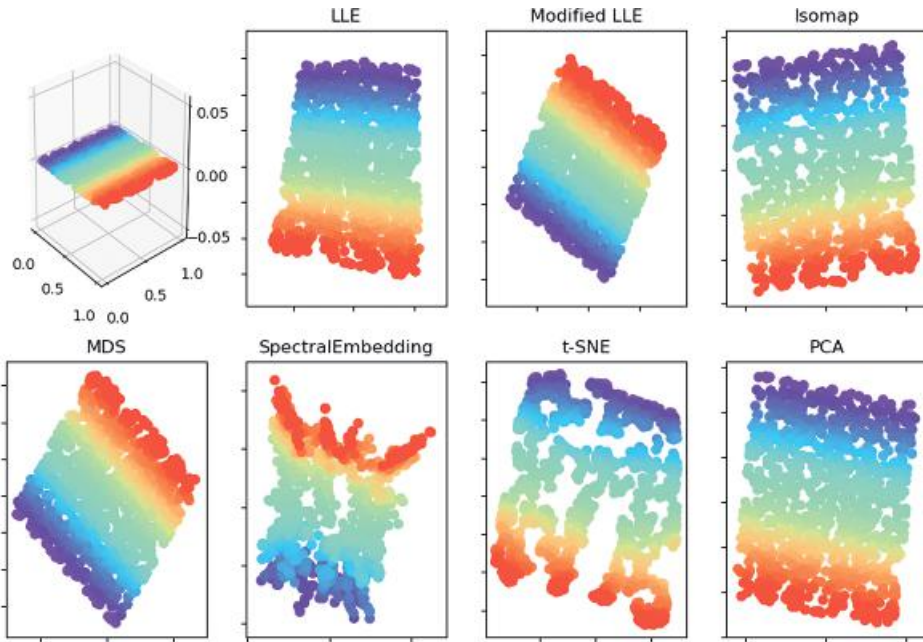 LLE
Modified LLE
Isomap
0.05
0.00
−0.05
0.0
0.5
1.0
0.0
0.5
1.0
MDS
SpectralEmbedding
t-SNE
PCA